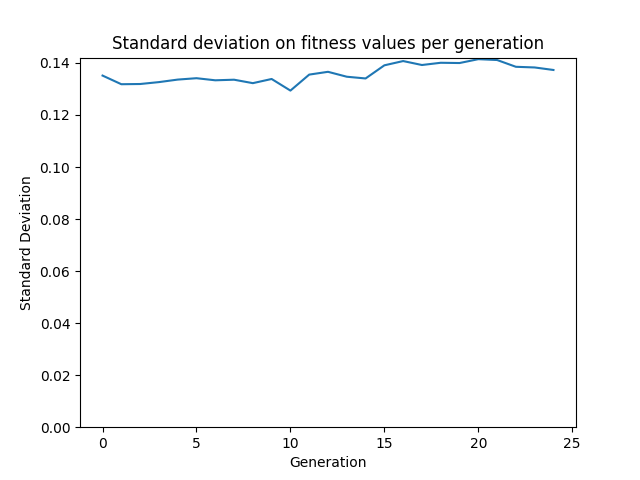 Standard deviation on fitness values per generation
0.14
0.12
0.10
0.08
0.06
0.04
0.02
0.00
Standard Deviation
0 5 10 15 20 25
Generation